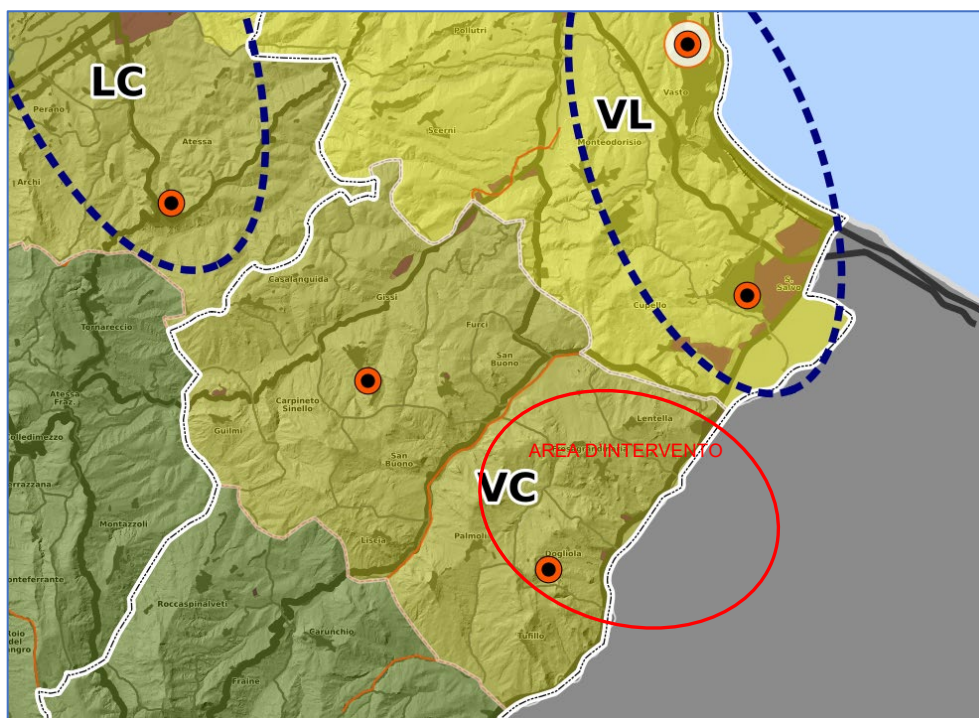 Pollutri
LC
Vasto
Perano
VL
Atessa
Scerni
Monteodorisio
Archi
Casalanguida
S.
Salvo
Gissi
Cupello
Tornareccio
Furci
San
Buono
Atessa
Fraz.
Carpineto
Sinello
Lentella
Guilmi
AREA D'INTERVENTO
San
Buono
VC
Montazzoli
Palmoli
Liscia
Dogliola
Roccaspinalveti
Carunchio
Tufillo
Fraine